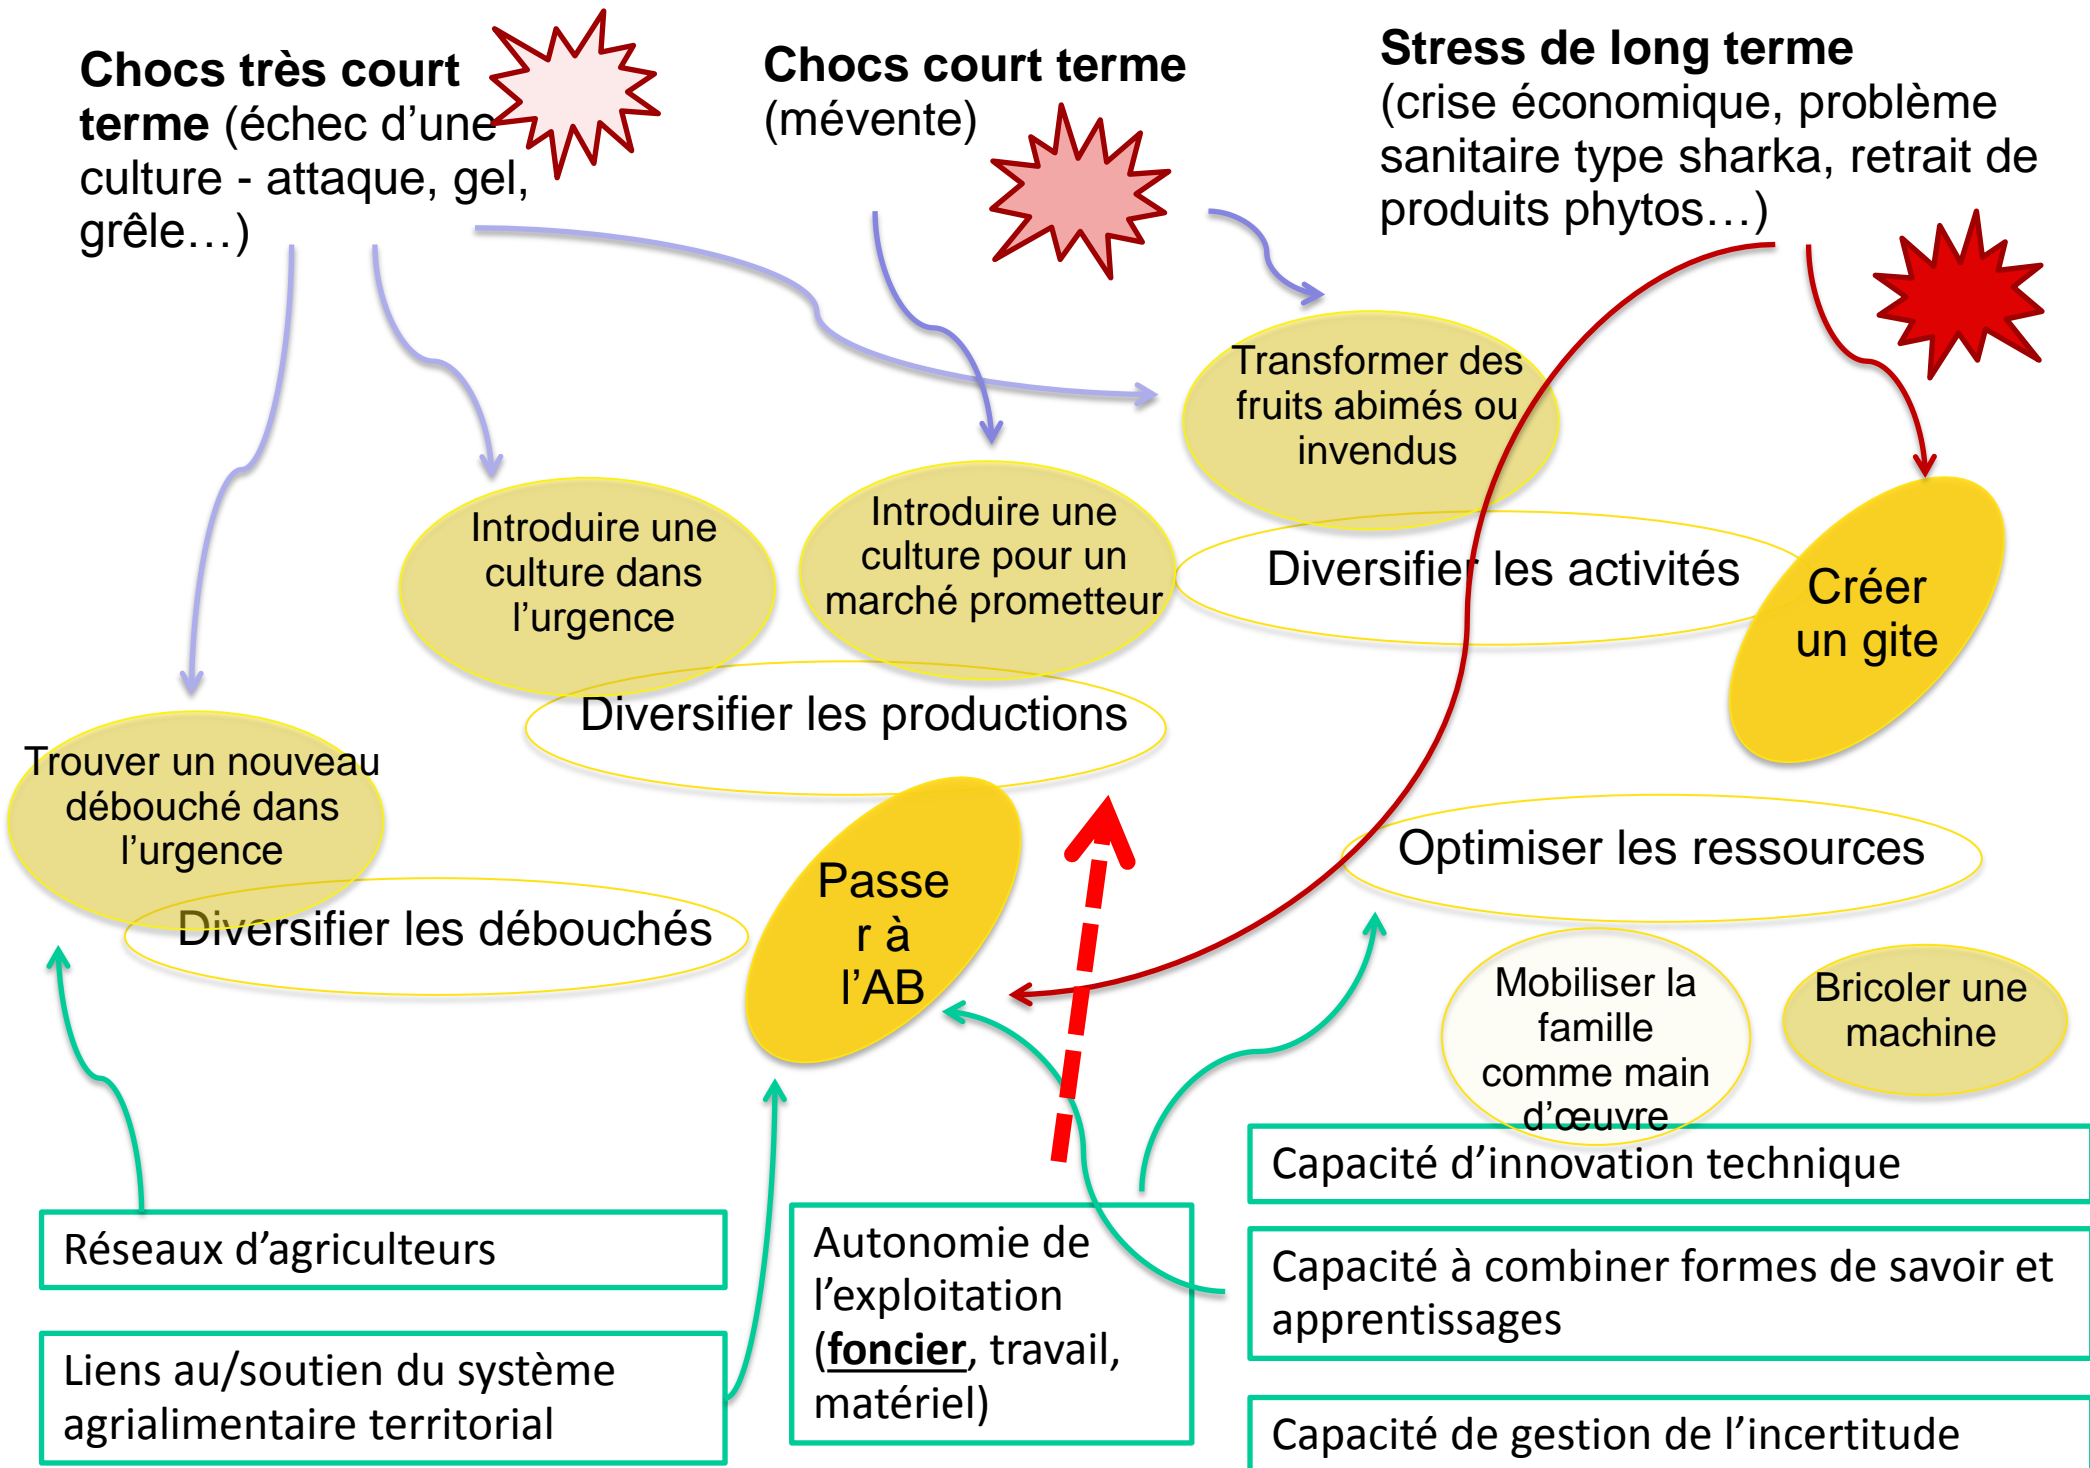 Chocs très court
terme (échec d’une
culture - attaque, gel,
grêle…)
Chocs court terme
(mévente)
Stress de long terme
(crise économique, problème
sanitaire type sharka, retrait de
produits phytos…)
Transformer des
fruits abimés ou
invendus
Introduire une
culture dans
l’urgence
Introduire une
culture pour un
marché prometteur
Diversifier les activités
Créer
un gite
Diversifier les productions
Trouver un nouveau
débouché dans
l’urgence
Diversifier les débouchés
Passe
r à
l’AB
Optimiser les ressources
Mobiliser la
famille
comme main
d’œuvre
Bricoler une
machine
Réseaux d’agriculteurs
Liens au/soutien du système
agrialimentaire territorial
Autonomie de
l’exploitation
(foncier, travail,
matériel)
Capacité d’innovation technique
Capacité à combiner formes de savoir et
apprentissages
Capacité de gestion de l’incertitude